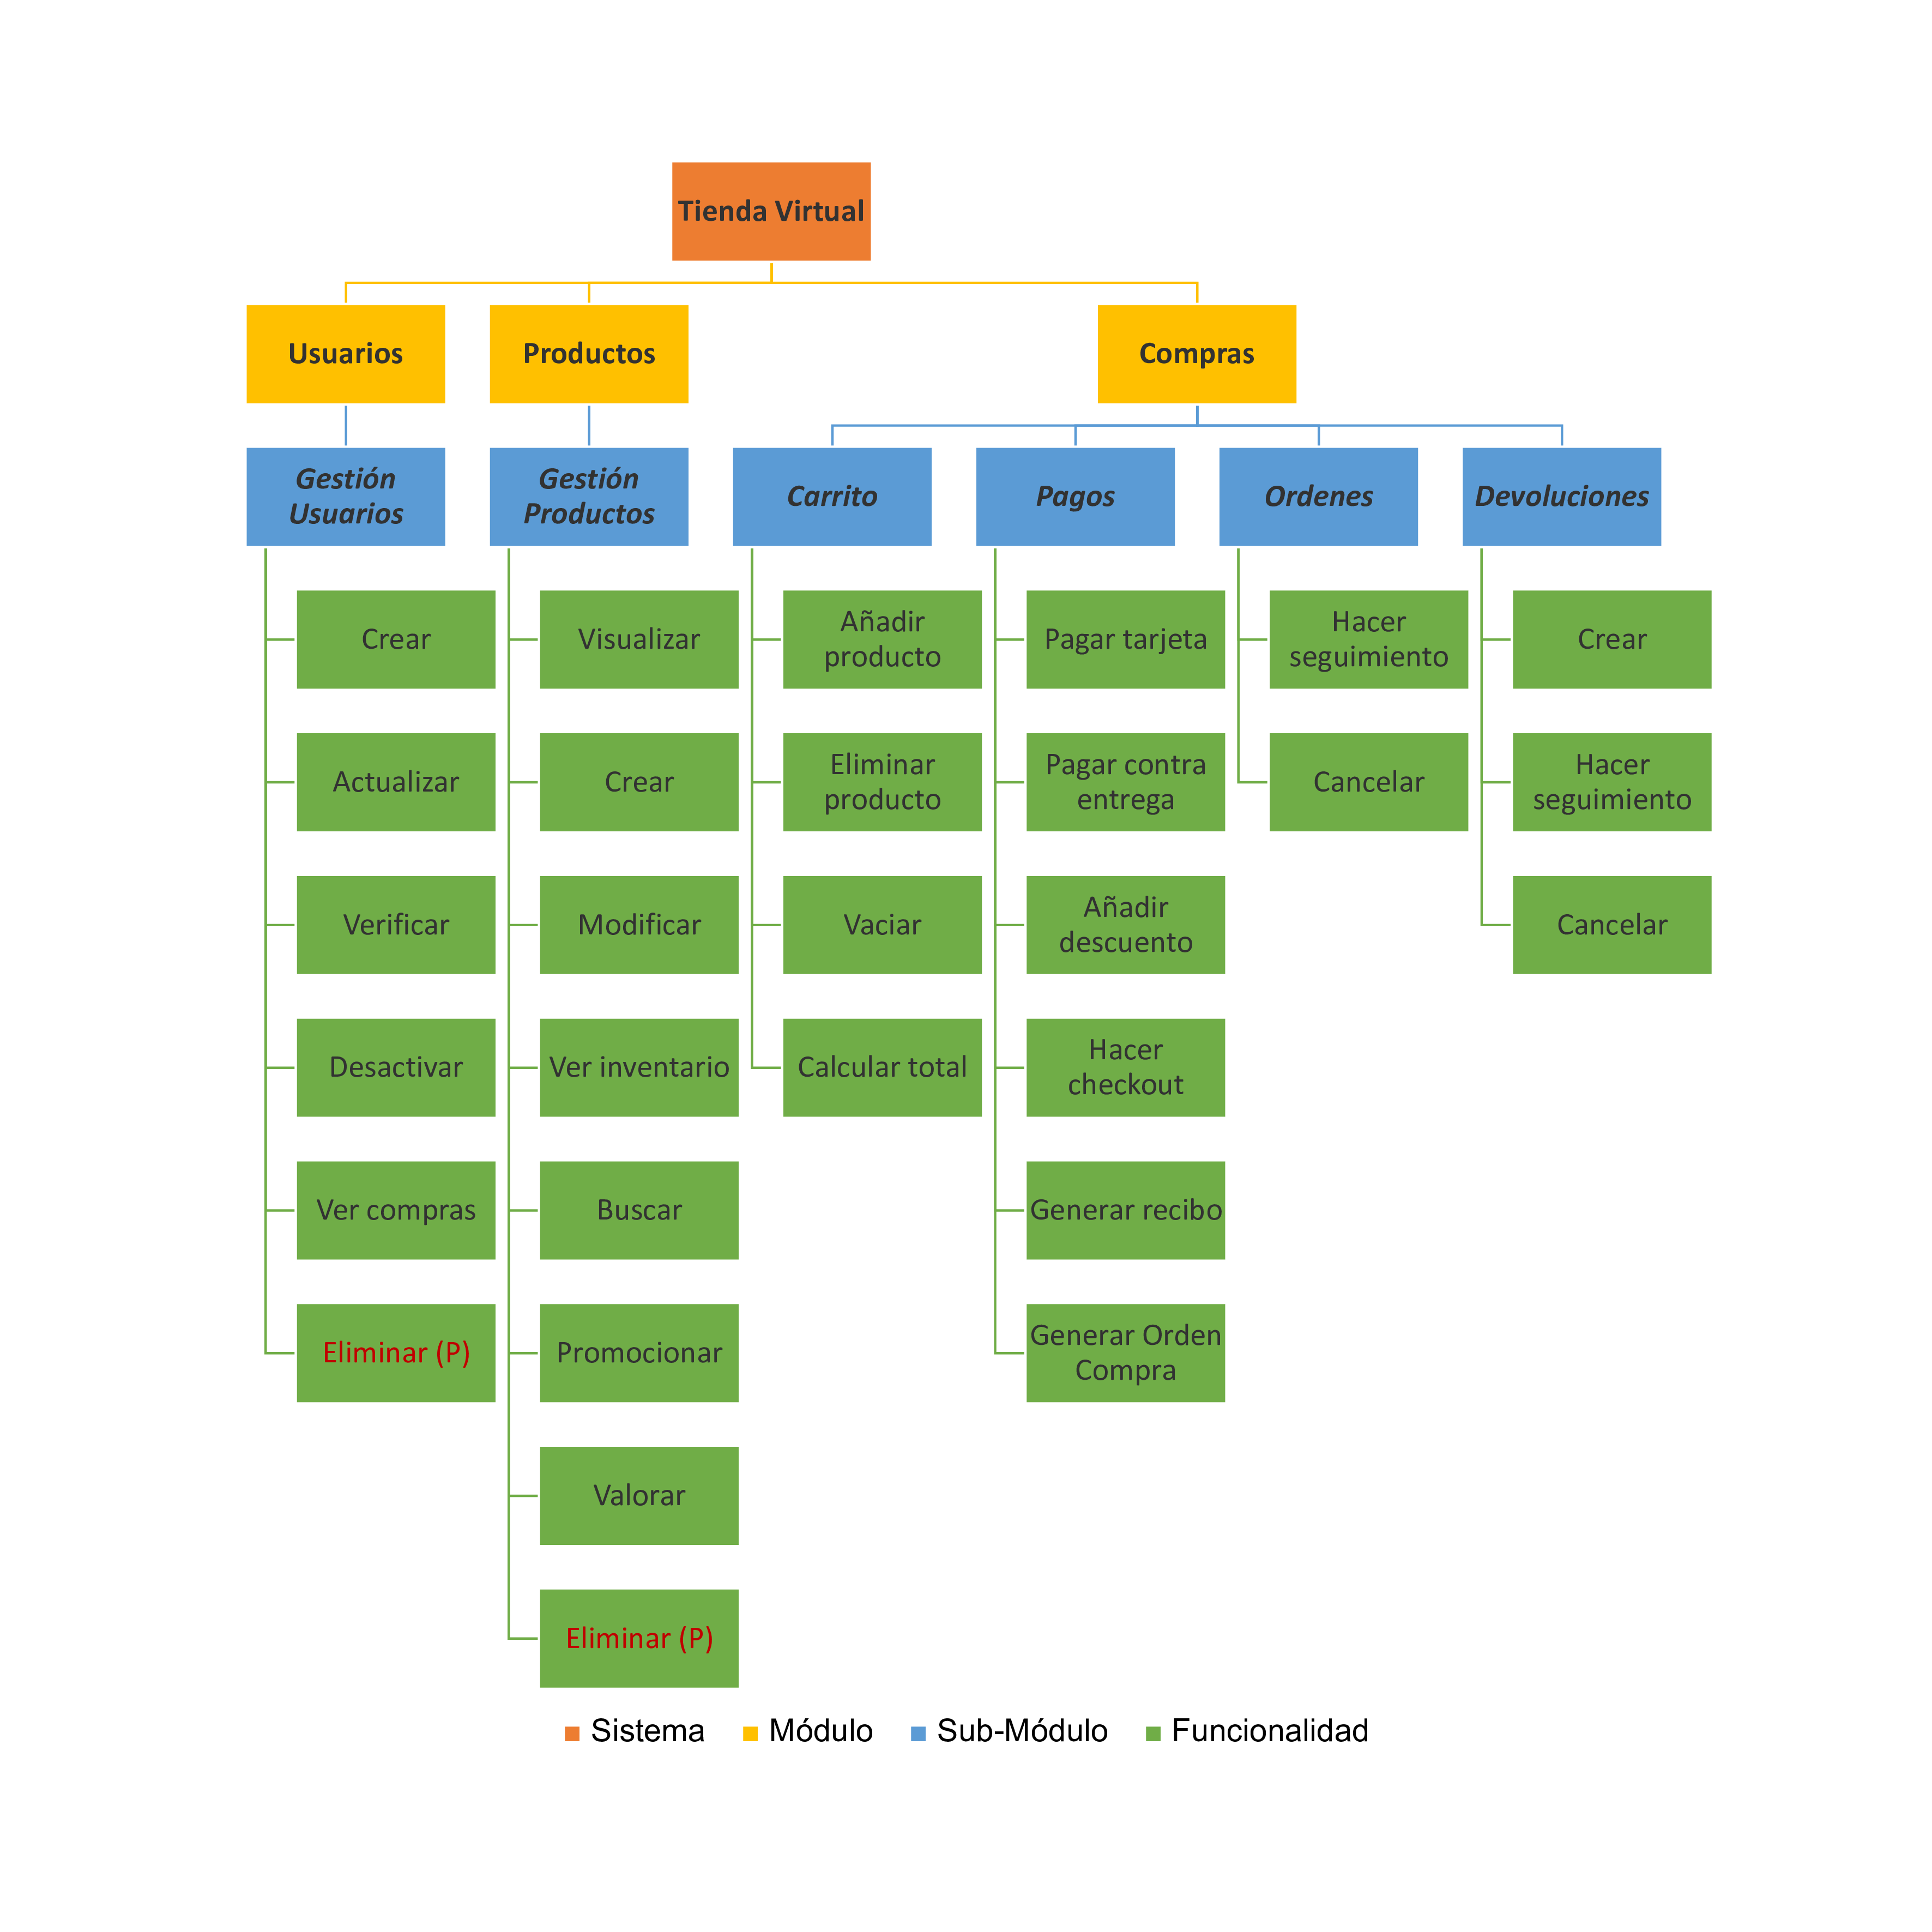 Tienda Virtual
Usuarios
Productos
Compras
Gestión
Usuarios
Gestión
Productos
Carrito
Pagos
Ordenes
Devoluciones
Crear
Actualizar
Verificar
Desactivar
Ver compras
Eliminar (P)
Visualizar
Crear
Modificar
Ver inventario
Buscar
Promocionar
Valorar
Eliminar (P)
Añadir
producto
Eliminar
producto
Vaciar
Calcular total
Pagar tarjeta
Pagar contra
entrega
Añadir
descuento
Hacer
checkout
Generar recibo
Generar Orden
Compra
Hacer
seguimiento
Cancelar
Crear
Hacer
seguimiento
Cancelar
Sistema Módulo Sub-Módulo Funcionalidad